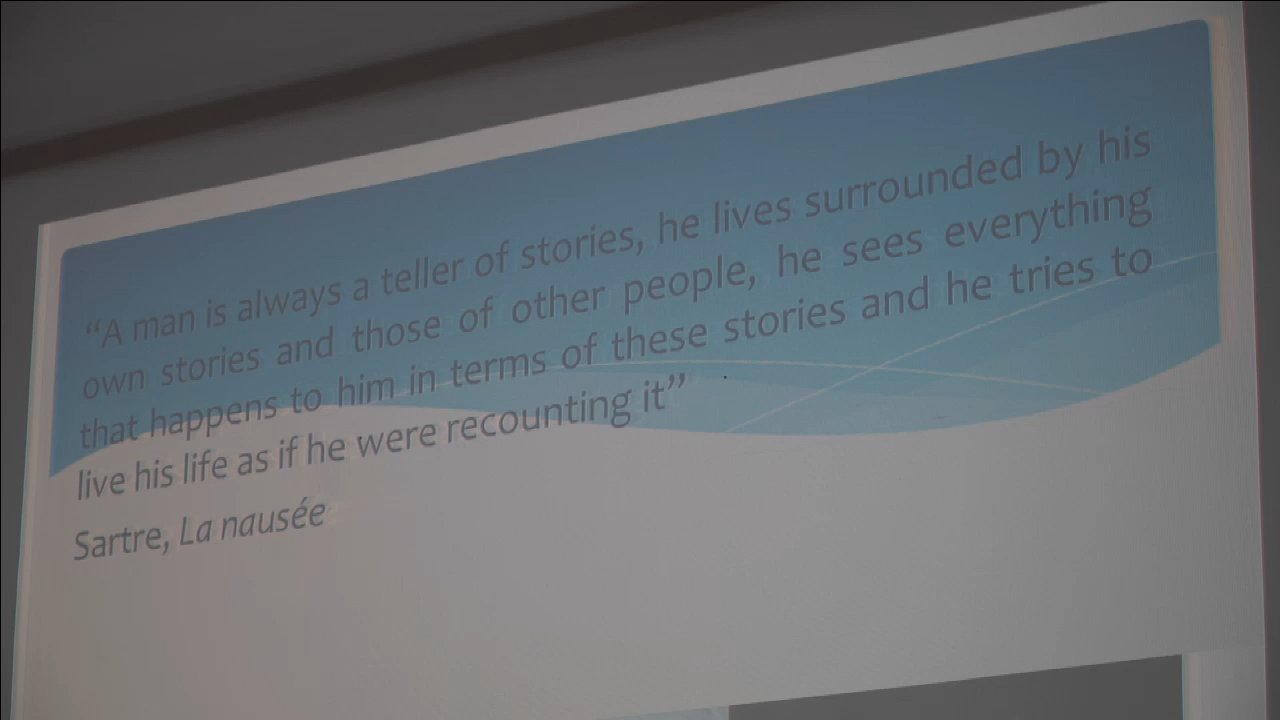 “A man is always a teller of stories, he lives surrounded by his
own stories and those of other people, he sees everything
that happens to him in terms of these stories and he tries to
live his life as if he were recounting it”
Sartre, La nausée